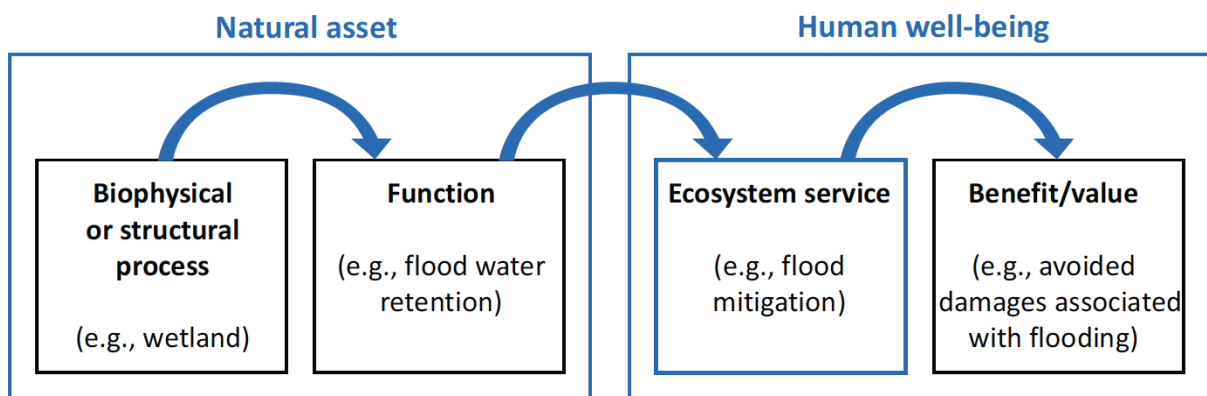 Natural asset
Human well-being
Biophysical
or structural
process
(e.g., wetland)
Function
(e.g., flood water
retention)
Ecosystem service
(e.g., flood
mitigation)
Benefit/value
(e.g., avoided
damages associated
with flooding)